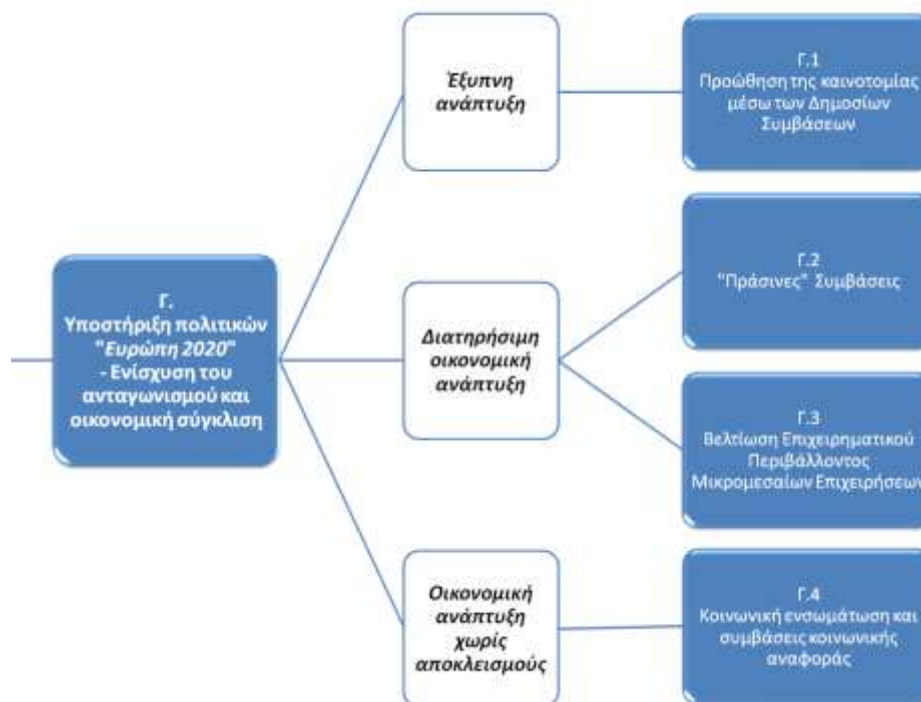 Γ.
Υποστήριξη πολιτικών
"Ευρώπη 2020"
- Ενίσχυση του
ανταγωνισμού και
οικονομική σύγκλιση
Έξυπνη
ανάπτυξη
Γ.1
Προώθηση της καινοτομίας
μέσω των Δημοσίων
Συμβάσεων
Διατηρήσιμη
οικονομική
ανάπτυξη
Γ.2
"Πράσινες" Συμβάσεις
Γ.3
Βελτίωση Επιχειρηματικού
Περιβάλλοντος
Μικρομεσαίων Επιχειρήσεων
Οικονομική
ανάπτυξη
χωρίς
αποκλεισμούς
Γ.4
Κοινωνική ενσωμάτωση και
συμβάσεις κοινωνικής
αναφοράς